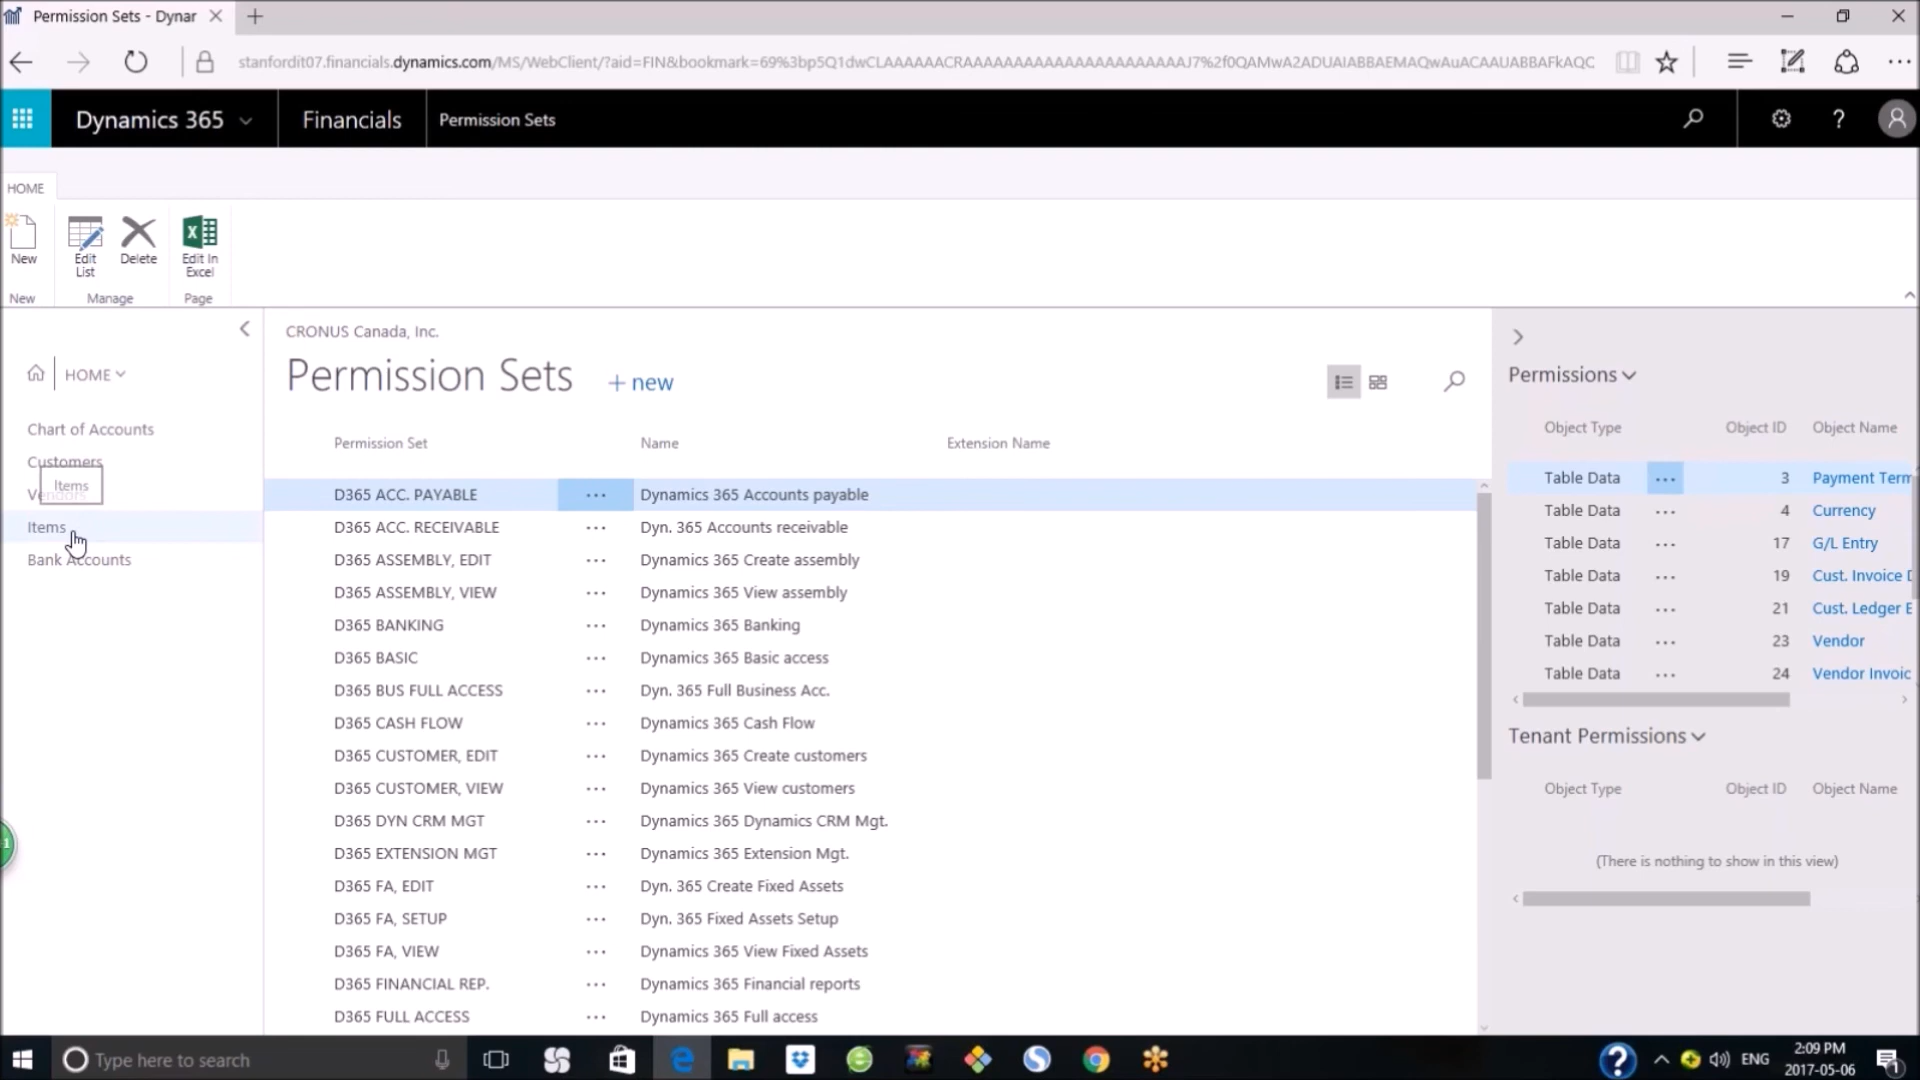 Permission Sets - Dynar
stanfordit07.financials.dynamics.com/MS/WebClient/?aid=FIN&bookmark=69%3bp5Q1dwCLAAAAAACRAAAAAAAAAAAAAAAAAAAAAAJ7%2f0QAMwA2ADUAIABBAEMAQwAuACAAUABBAFkAQC
Dynamics 365 Financials Permission Sets ?
HOME
New Edit List Delete Edit In Excel
New Manage Page
CRONUS Canada, Inc.
Permission Sets + new
HOME
Chart of Accounts
Customers
Vendors
Items
Items
Bank Accounts
Permission Set Name Extension Name
D365 ACC. PAYABLE ... Dynamics 365 Accounts payable
D365 ACC. RECEIVABLE ... Dyn. 365 Accounts receivable
D365 ASSEMBLY, EDIT ... Dynamics 365 Create assembly
D365 ASSEMBLY, VIEW ... Dynamics 365 View assembly
D365 BANKING ... Dynamics 365 Banking
D365 BASIC ... Dynamics 365 Basic access
D365 BUS FULL ACCESS ... Dyn. 365 Full Business Acc.
D365 CASH FLOW ... Dynamics 365 Cash Flow
D365 CUSTOMER, EDIT ... Dynamics 365 Create customers
D365 CUSTOMER, VIEW ... Dynamics 365 View customers
D365 DYN CRM MGT ... Dynamics 365 Dynamics CRM Mgt.
D365 EXTENSION MGT ... Dynamics 365 Extension Mgt.
D365 FA, EDIT ... Dyn. 365 Create Fixed Assets
D365 FA, SETUP ... Dyn. 365 Fixed Assets Setup
D365 FA, VIEW ... Dynamics 365 View Fixed Assets
D365 FINANCIAL REP. ... Dynamics 365 Financial reports
D365 FULL ACCESS ... Dynamics 365 Full access
Permissions
Object Type Object ID Object Name
Table Data ... 3 Payment Term
Table Data ... 4 Currency
Table Data ... 17 G/L Entry
Table Data ... 19 Cust. Invoice D
Table Data ... 21 Cust. Ledger E
Table Data ... 23 Vendor
Table Data ... 24 Vendor Invoic
Tenant Permissions
Object Type Object ID Object Name
(There is nothing to show in this view)
Type here to search
ENG
2:09 PM
2017-05-06
1